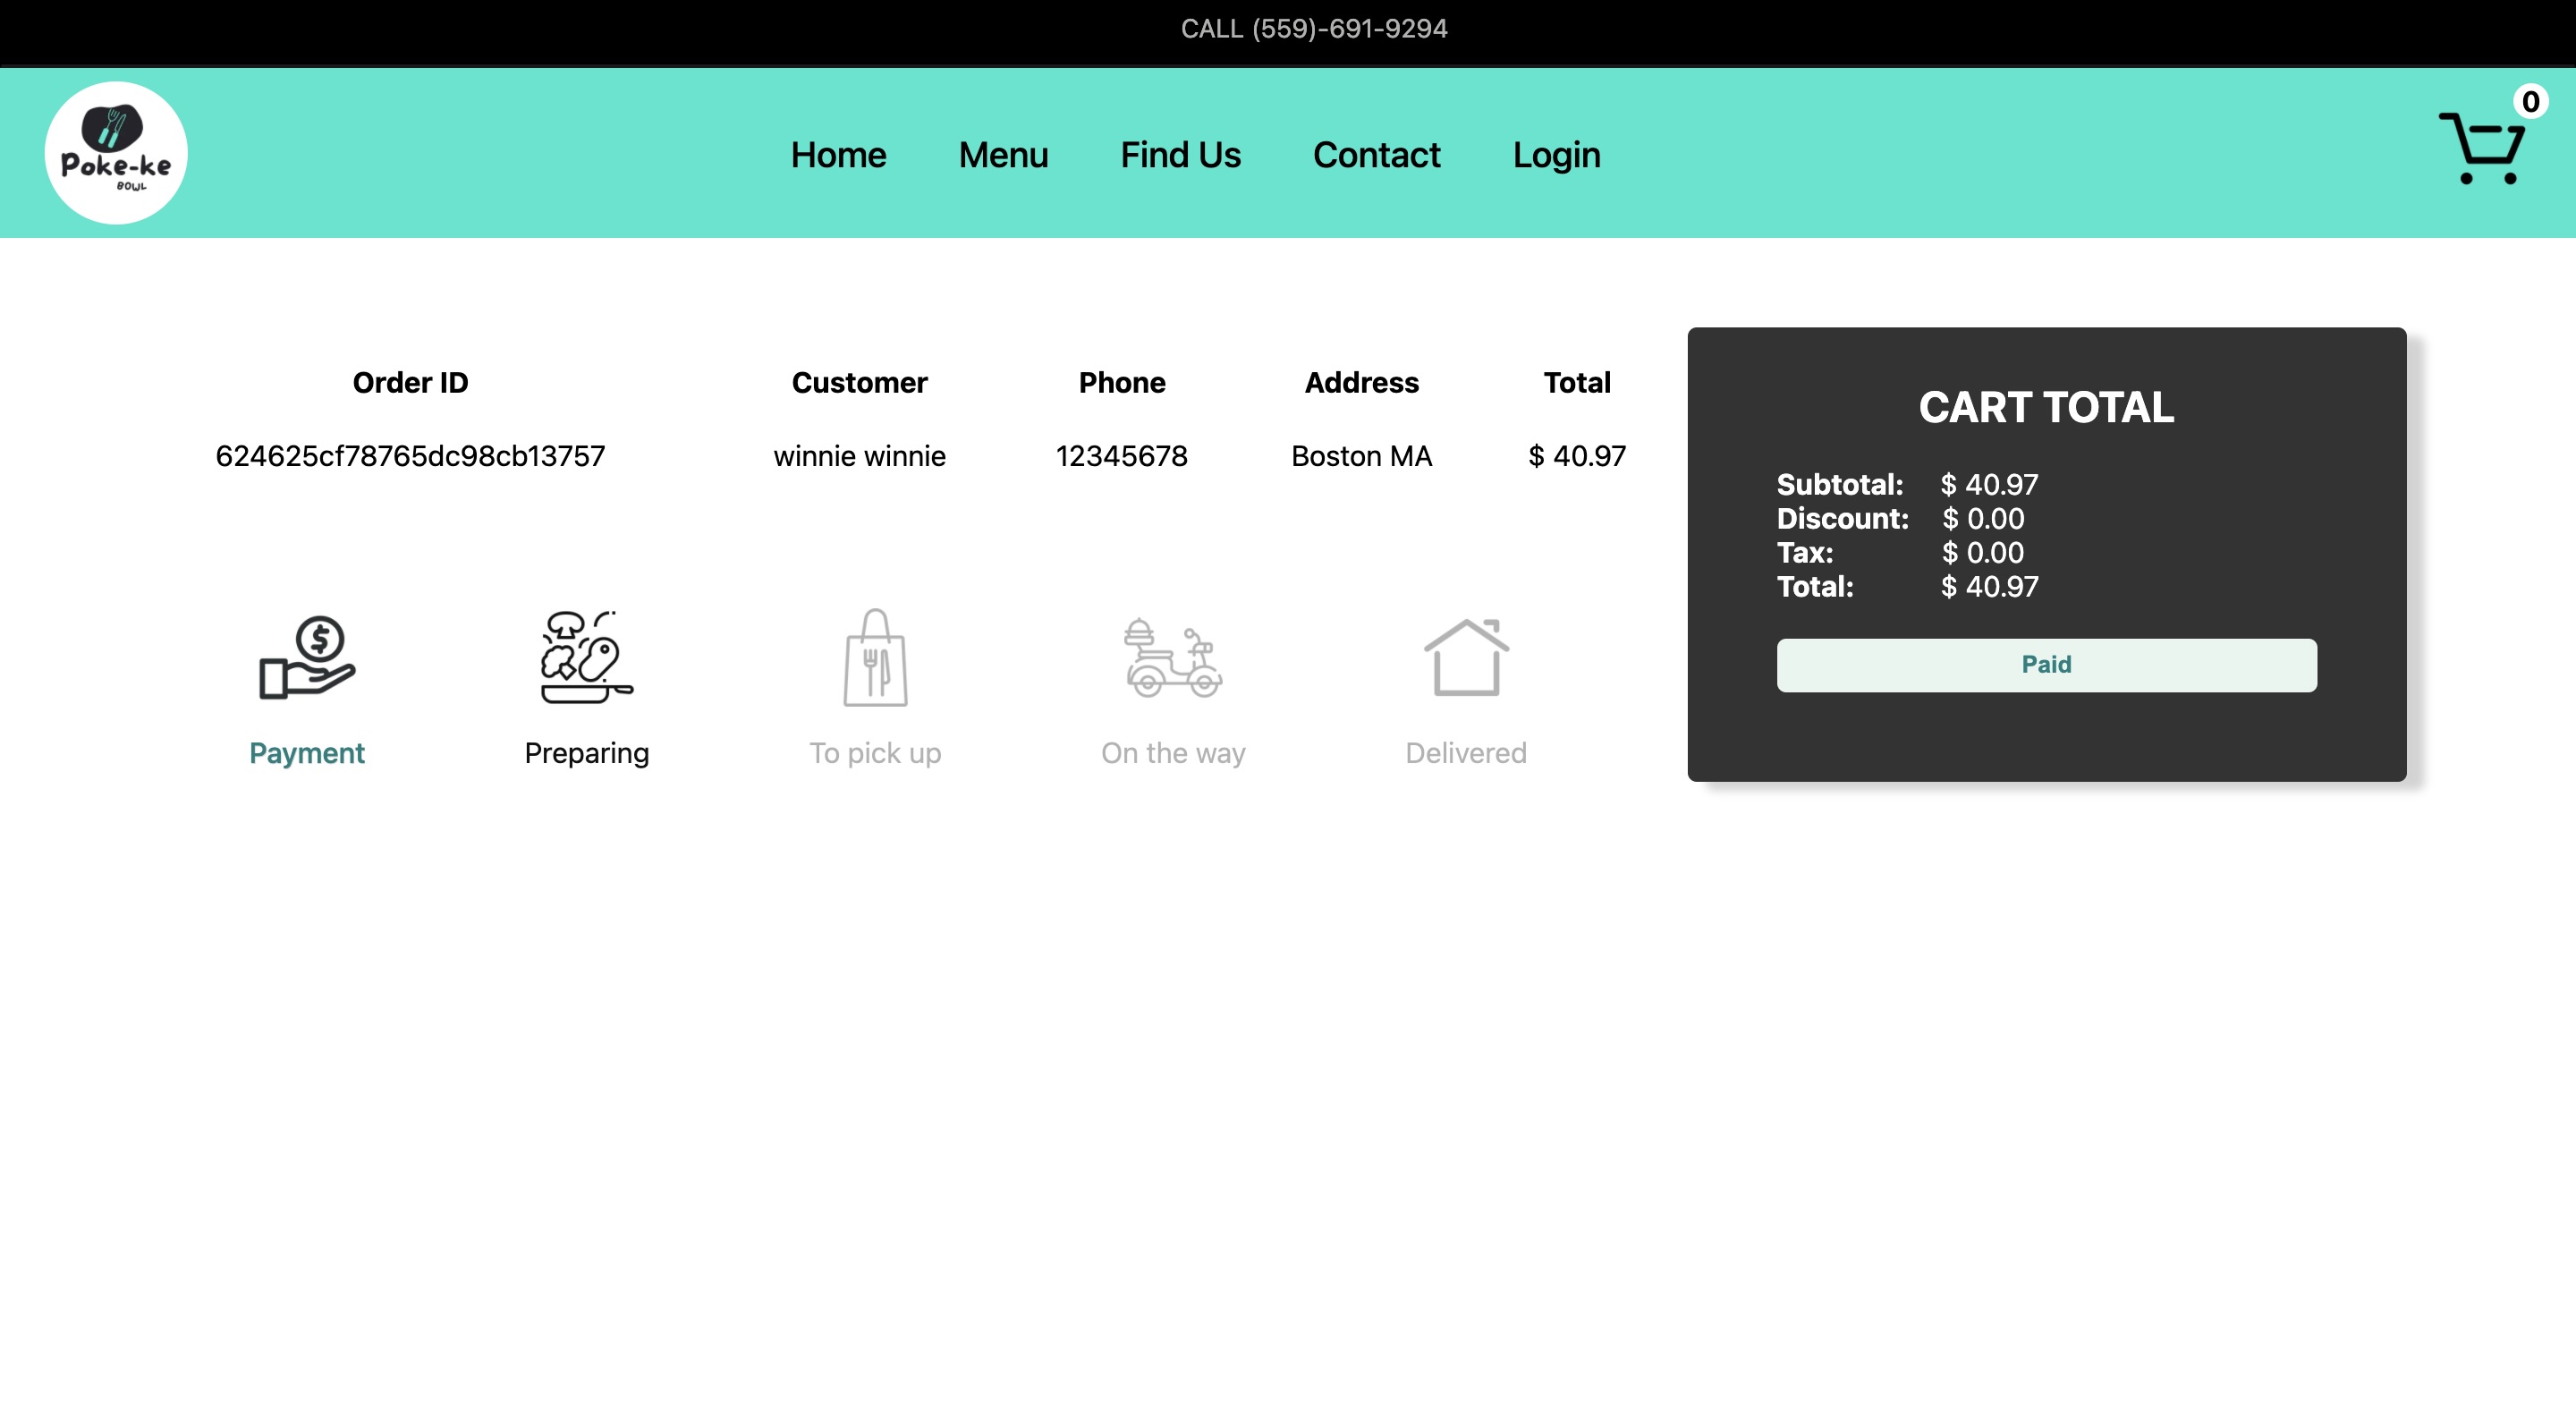 CALL (559)-691-9294
Poke-ke
BOWL
Home Menu Find Us Contact Login
0
Order ID Customer Phone Address Total
624625cf78765dc98cb13757 winnie winnie 12345678 Boston MA $ 40.97
$
Payment Preparing To pick up On the way Delivered
CART TOTAL
Subtotal: $ 40.97
Discount: $ 0.00
Tax: $ 0.00
Total: $ 40.97
Paid